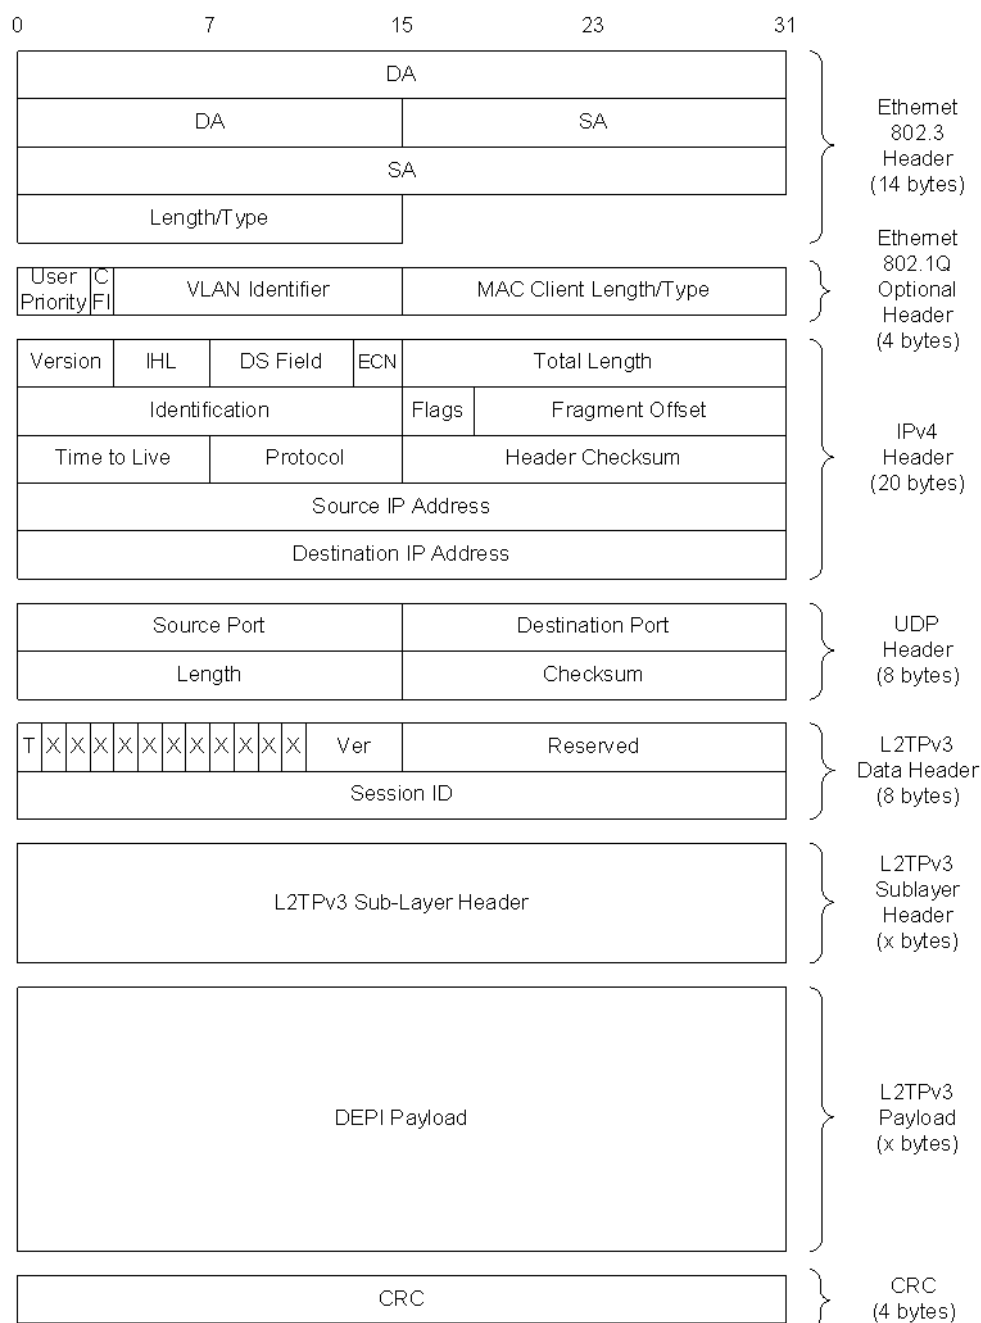 0 7 15 23 31
DA
DA SA
SA
Length/Type
Ethernet
802.3
Header
(14 bytes)
User
Priority
C
FI
VLAN Identifier MAC Client Length/Type
Ethernet
802.1Q
Optional
Header
(4 bytes)
Version IHL DS Field ECN Total Length
Identification Flags Fragment Offset
Time to Live Protocol Header Checksum
Source IP Address
Destination IP Address
IPv4
Header
(20 bytes)
Source Port Destination Port
Length Checksum
UDP
Header
(8 bytes)
T X X X X X X X X X X X Ver Reserved
Session ID
L2TPv3
Data Header
(8 bytes)
L2TPv3 Sub-Layer Header
L2TPv3
Sublayer
Header
(x bytes)
DEPI Payload
L2TPv3
Payload
(x bytes)
CRC
CRC
(4 bytes)